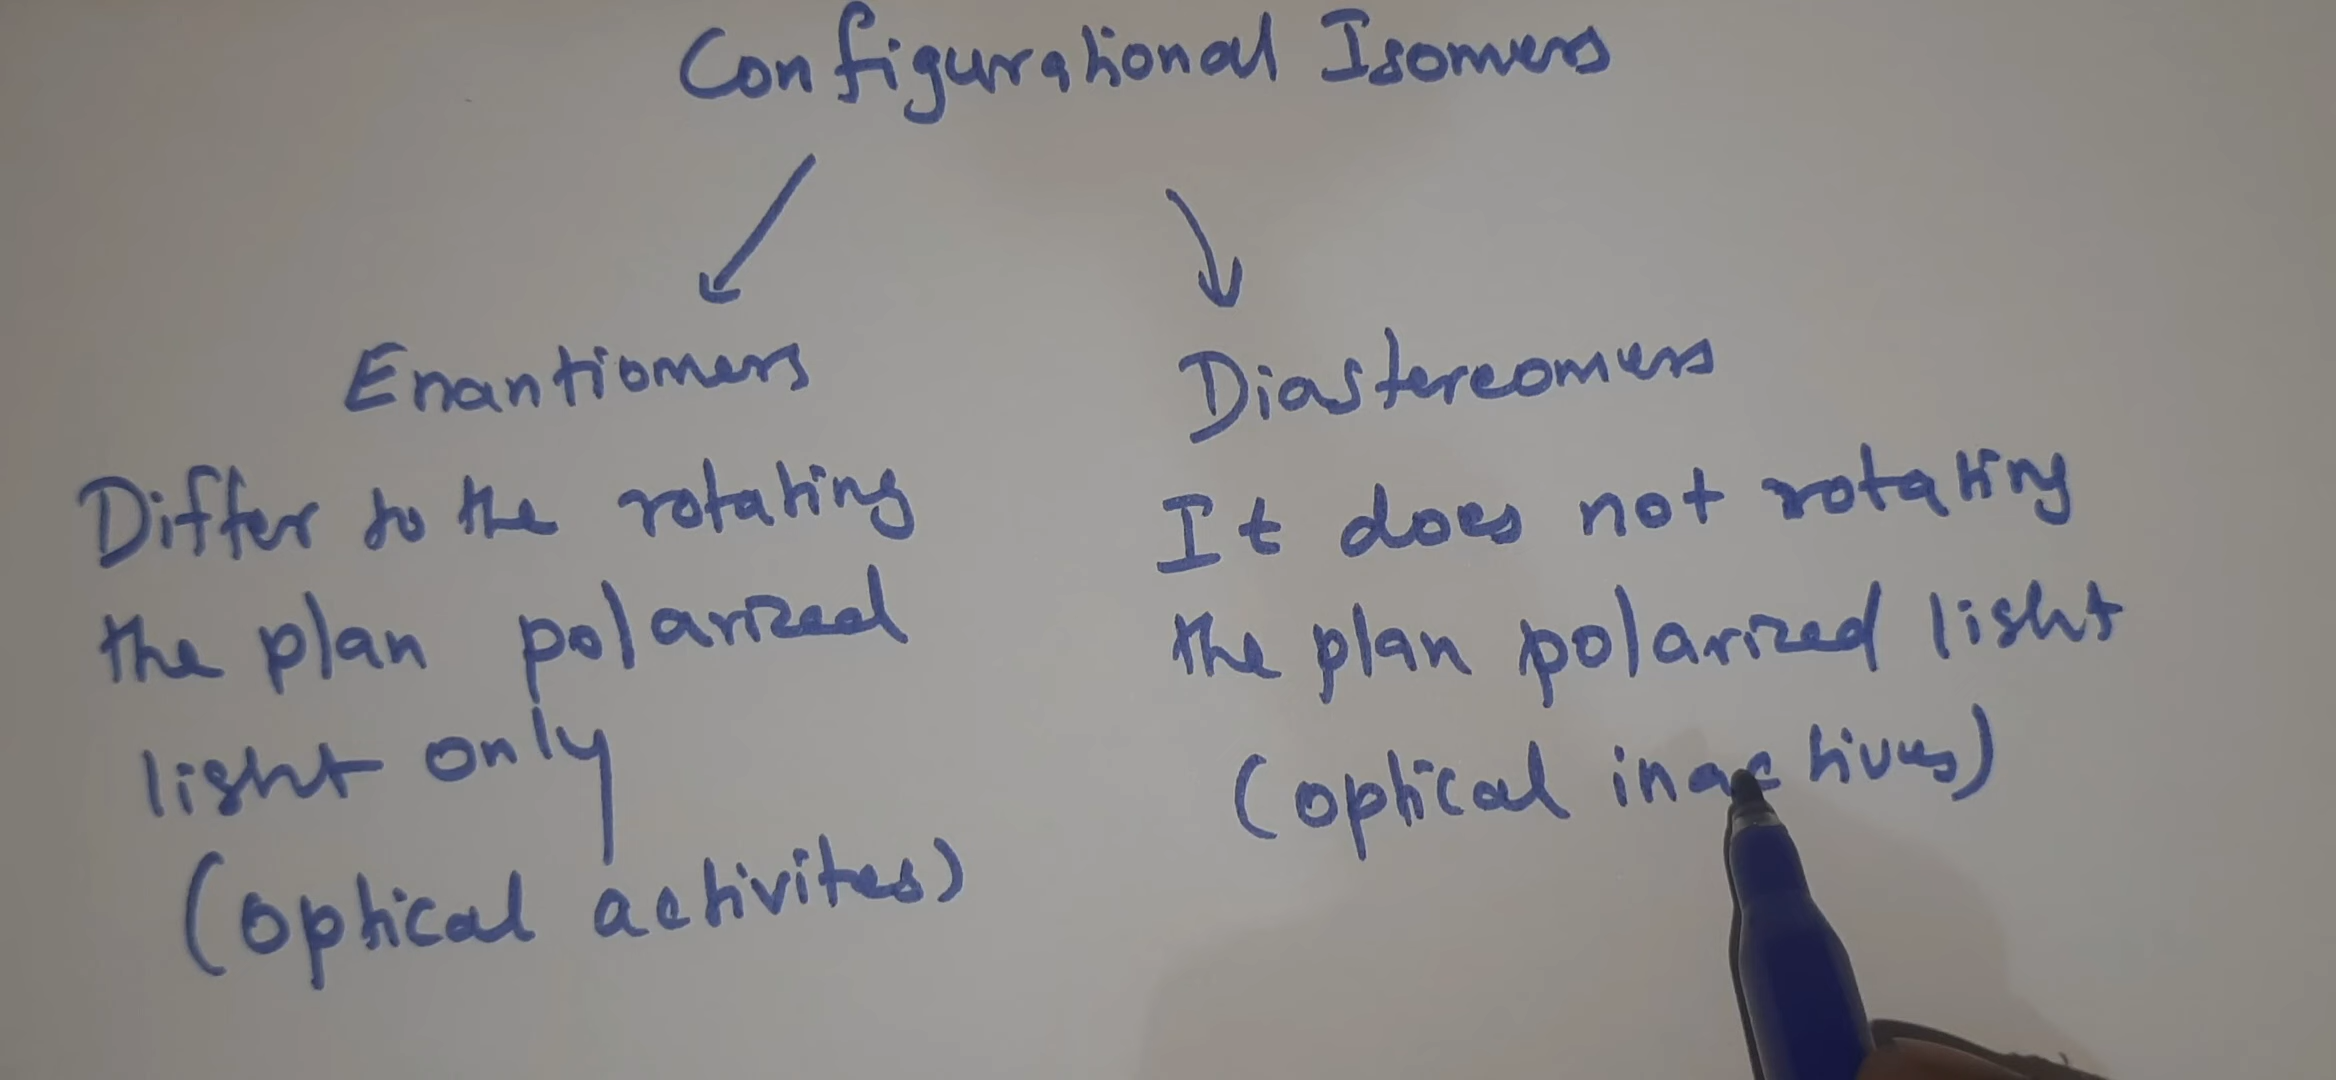 Configurational Isomers
Enantiomers
Differ to the rotating
the plan polarized
light only
(optical activites)
Diastereomers
It does not rotating
the plan polarized light
(optical inactives)